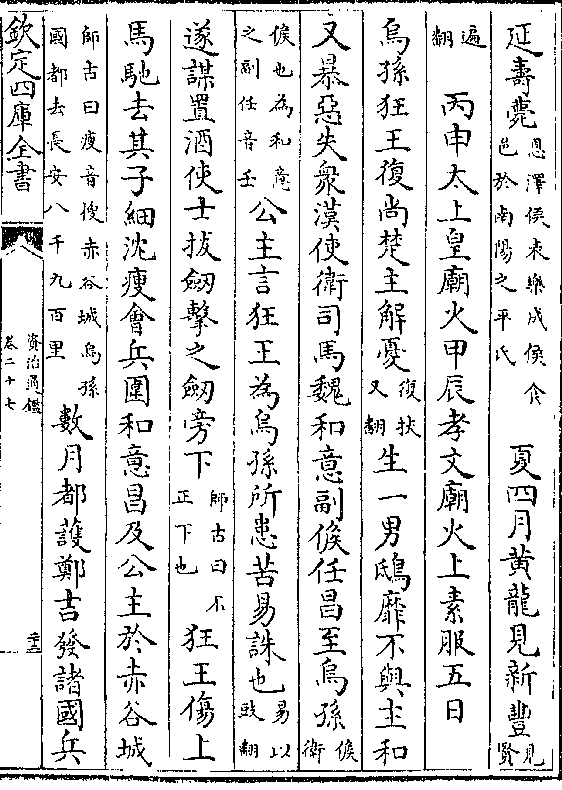 延壽薨恩澤侯表樂成侯食邑於南陽之平氏 夏四月黄龍見新豐見賢
遍翻 丙申太上皇廟火甲辰孝文廟火上素服五日
烏孫狂王復尚楚主解憂復扶又翻生一男鴟靡不與主和
又暴惡失衆漢使衛司馬魏和意副候任昌至烏孫候衛
候也為和意之副任音壬公主言狂王為烏孫所患苦易誅也易以䜴翻
遂謀置酒使士拔劒擊之劒旁下師古曰不正下也狂王傷上
馬馳去其子細沈瘦會兵圍和意昌及公主於赤谷城
師古曰瘦音搜赤谷城烏孫國都去長安八千九百里數月都護鄭吉發諸國兵
欽定四庫全書
資治通鑑
卷二十七